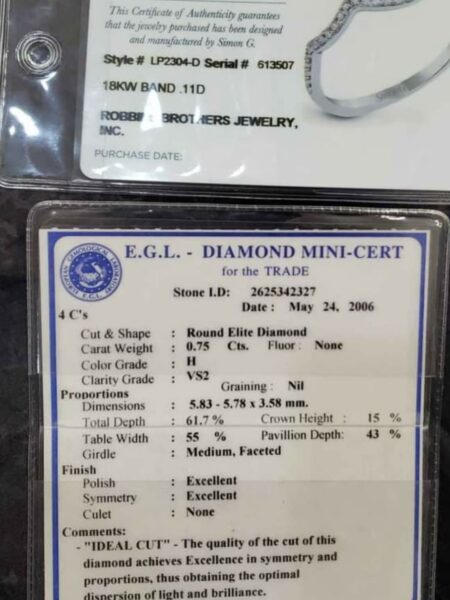 This Certificate of Authenticity guarantees
that the jewelry purchased has been designed
and manufactured by Simon G.
Style # LP2304-D Serial # 613507
18KW BAND .11D
BROTHERS JEWELRY,
INC.
PURCHASE DATE:
E.G.L. - DIAMOND MINI-CERT
for the TRADE
EUROPEAN GEMOLOGICAL LABORATORY
E.G.L.
Stone I.D: 2625342327
Date : May 24, 2006
4 C's
Cut & Shape : Round Elite Diamond
Carat Weight : 0.75 Cts. Fluor : None
Color Grade : H
Clarity Grade : VS2
Graining : Nil
Proportions
Dimensions : 5.83 - 5.78 x 3.58 mm.
Total Depth : 61.7% Crown Height : 15 %
Table Width : 55 % Pavillion Depth: 43 %
Girdle : Medium, Faceted
Finish
Polish : Excellent
Symmetry : Excellent
Culet : None
Comments:
- "IDEAL CUT" - The quality of the cut of this
diamond achieves Excellence in symmetry and
proportions, thus obtaining the optimal
dispersion of light and brilliance.